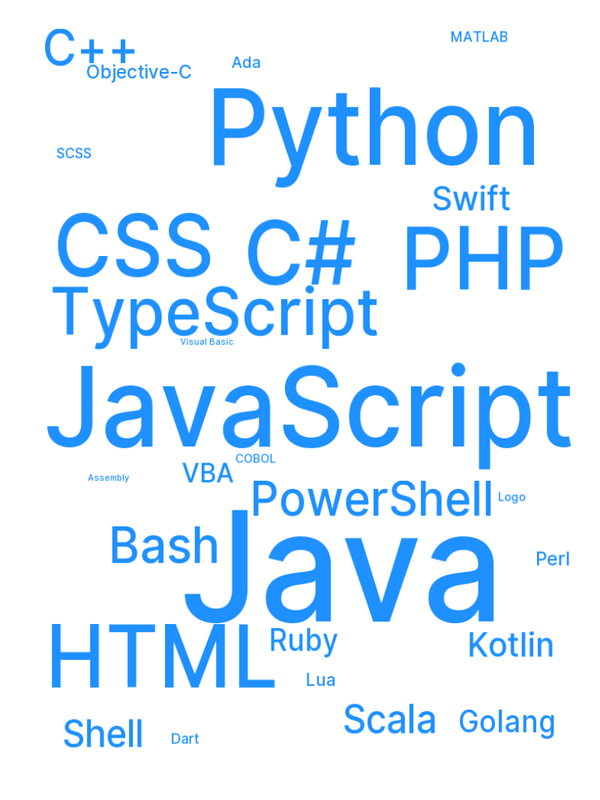 C++
MATLAB
Objective-C
Ada
Python
SCSS
Swift
CSS
C#
PHP
TypeScript
Visual Basic
JavaScript
COBOL
VBA
Assembly
PowerShell
Logo
Bash
Java
Perl
HTML
Ruby
Kotlin
Lua
Scala
Golang
Shell
Dart